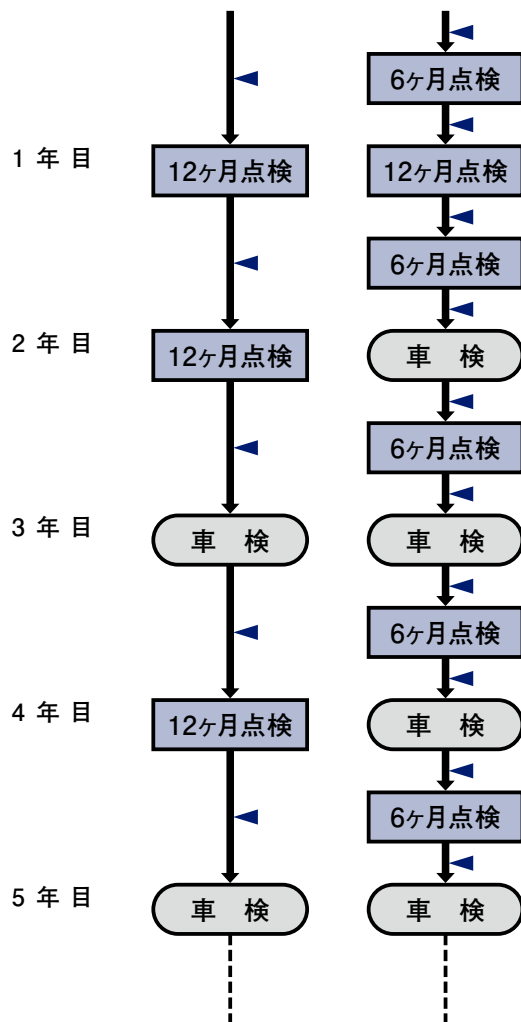 6ヶ月点検
1 年 目
12ヶ月点検
12ヶ月点検
6ヶ月点検
2 年 目
12ヶ月点検
車 検
6ヶ月点検
3 年 目
車 検
車 検
6ヶ月点検
4 年 目
12ヶ月点検
車 検
6ヶ月点検
5 年 目
車 検
車 検